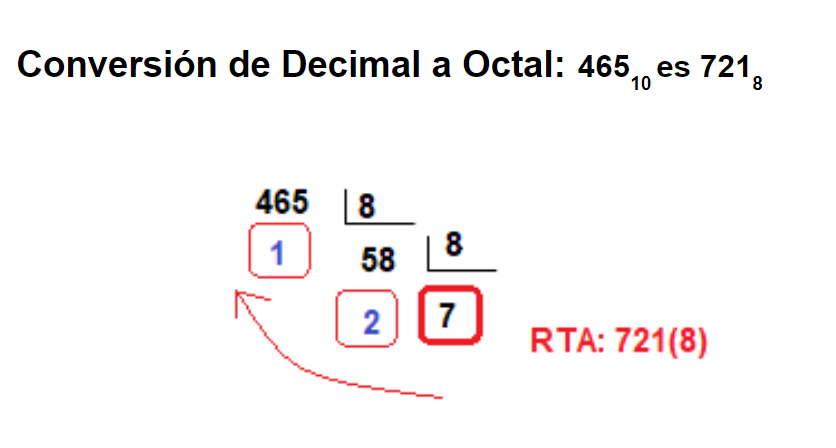 Conversión de Decimal a Octal: 465₁₀ es 721₈
465 8
1 58 8
2 7
RTA: 721(8)